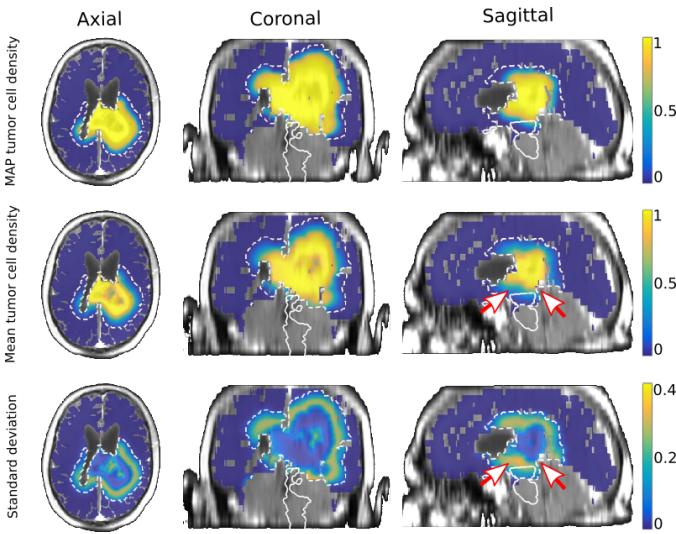 Axial
Coronal
Sagittal
MAP tumor cell density
1
0.5
0
Mean tumor cell density
1
0.5
0
Standard deviation
0.4
0.2
0